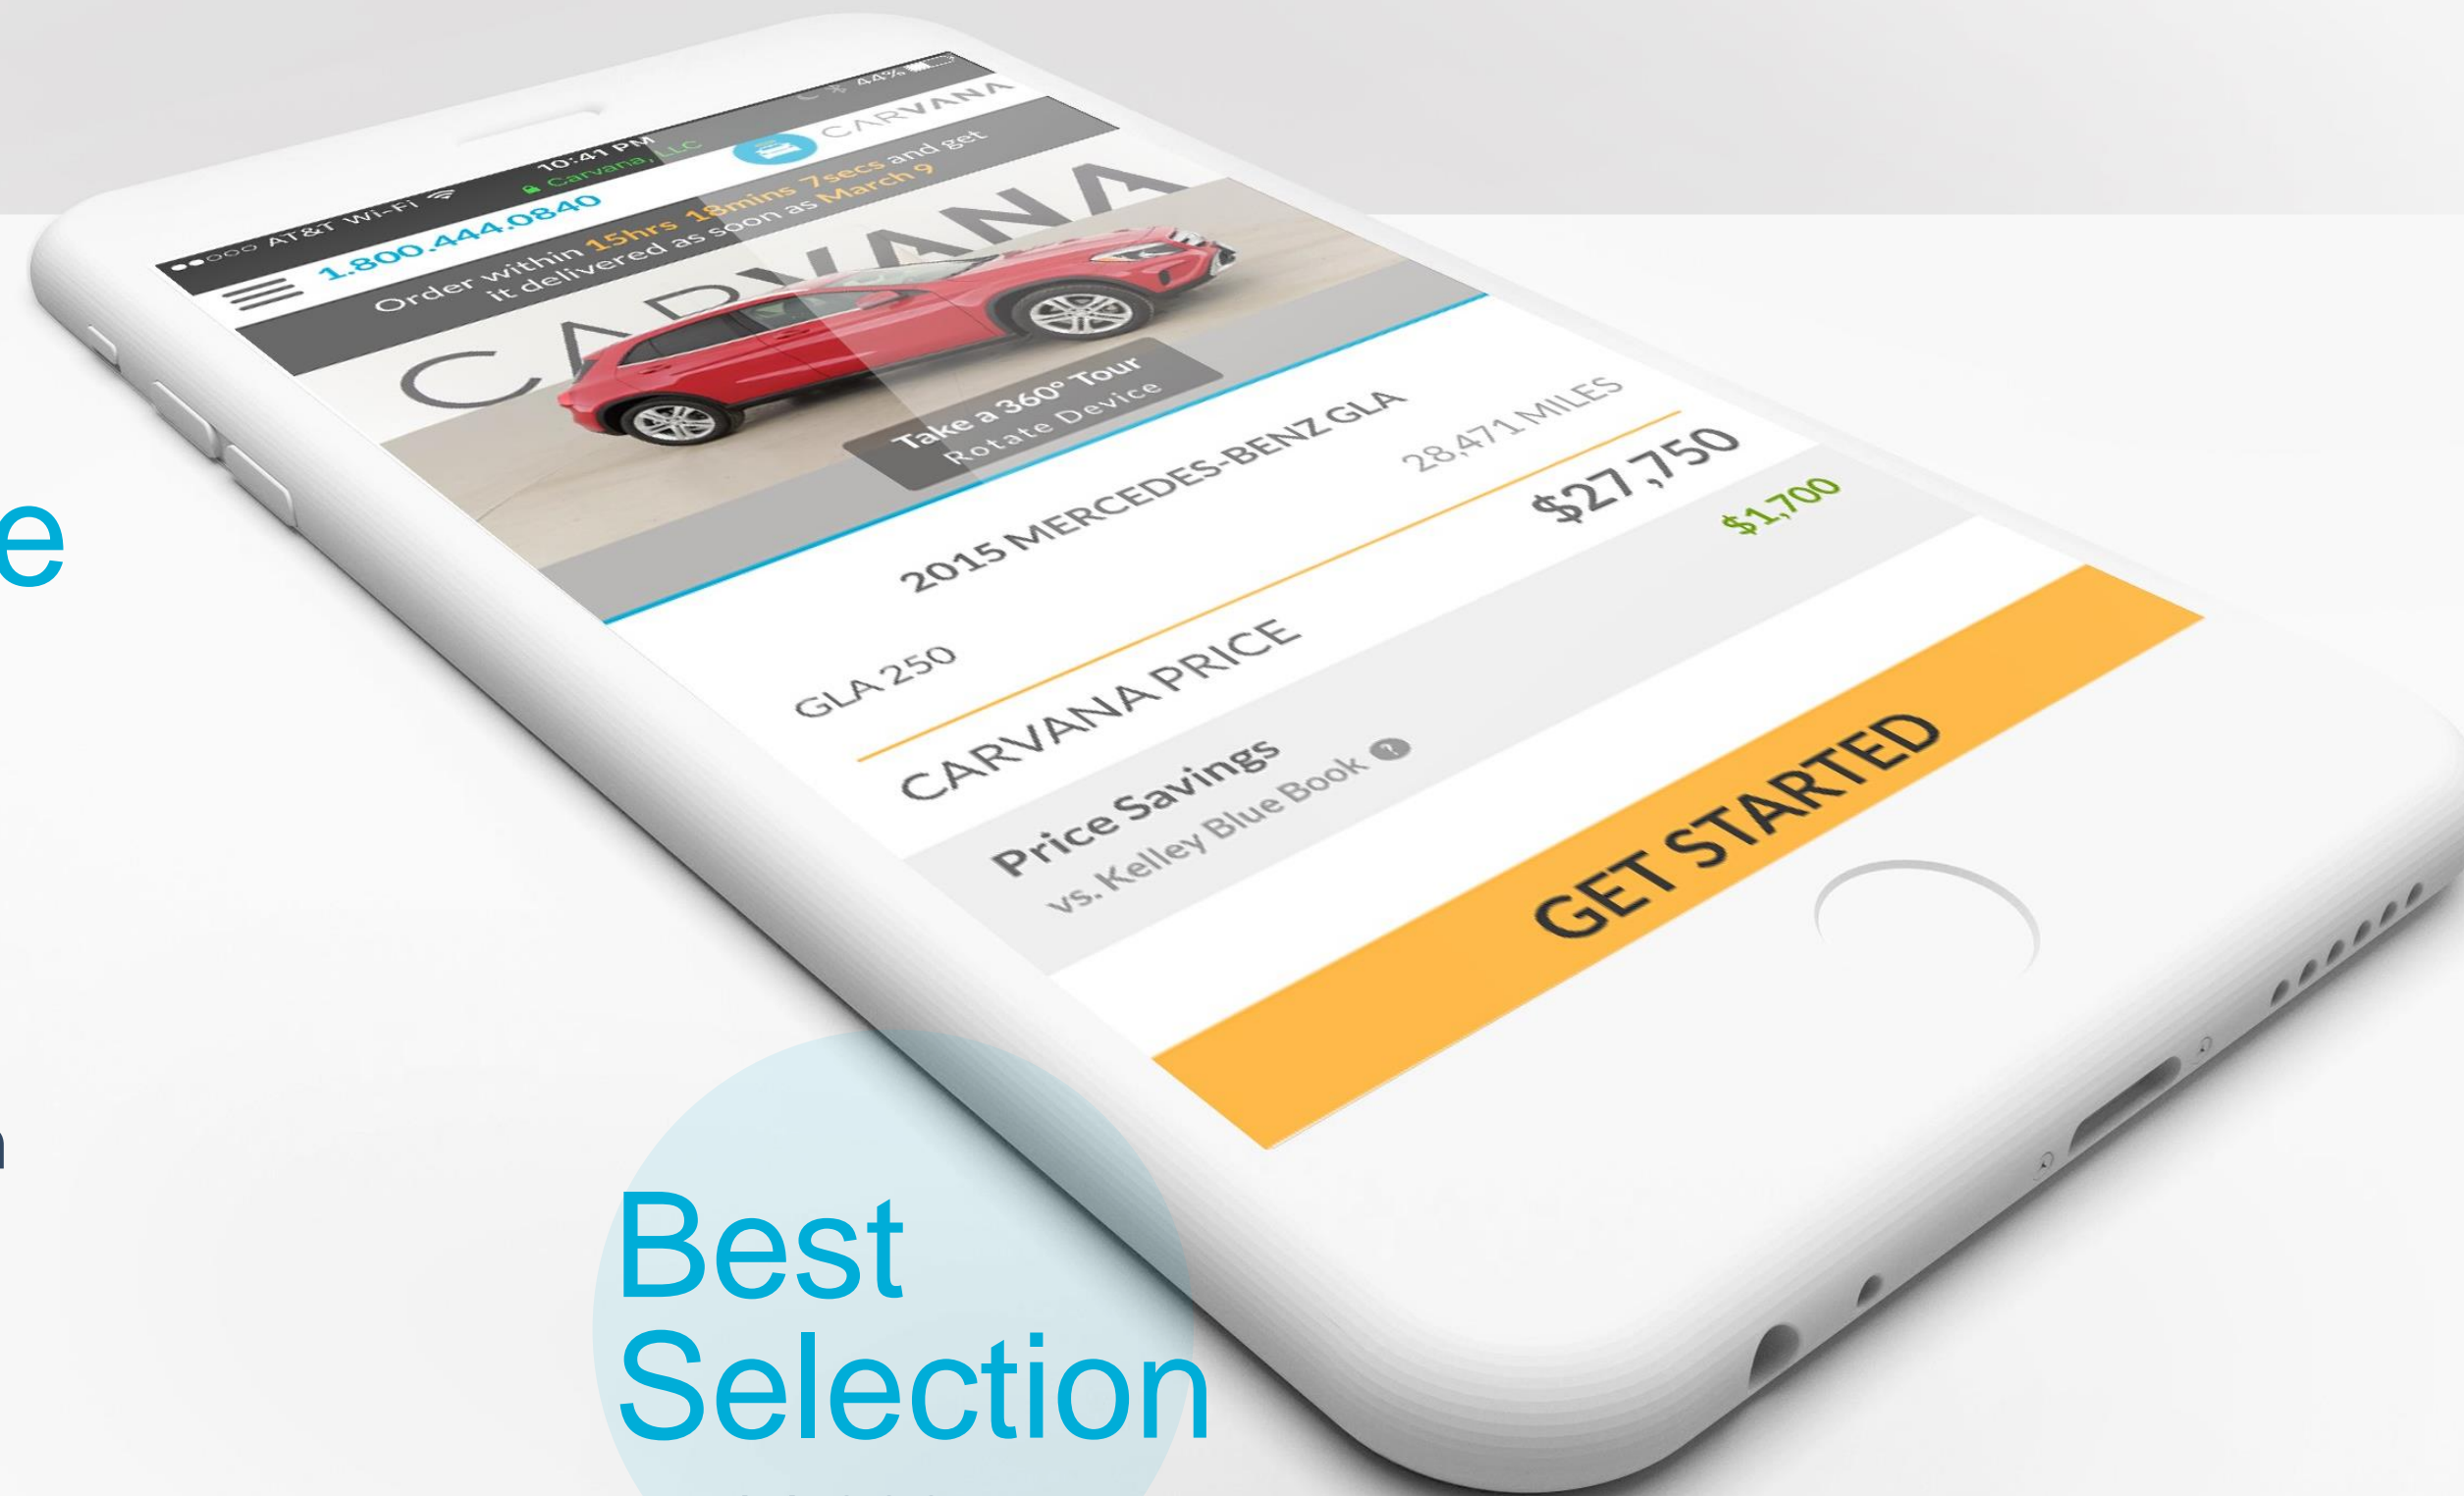 ●●○○○ AT&T Wi-Fi 10:41 PM 44%
Carvana, LLC
1.800.444.0840 CARVANA
Order within 15hrs 18mins 7secs and get
it delivered as soon as March 9
CARVANA
Take a 360° Tour
Rotate Device
2015 MERCEDES-BENZ GLA
GLA 250 28,471 MILES
CARVANA PRICE $27,750
Price Savings $1,700
vs. Kelley Blue Book ?
GET STARTED
e
n
Best
Selection